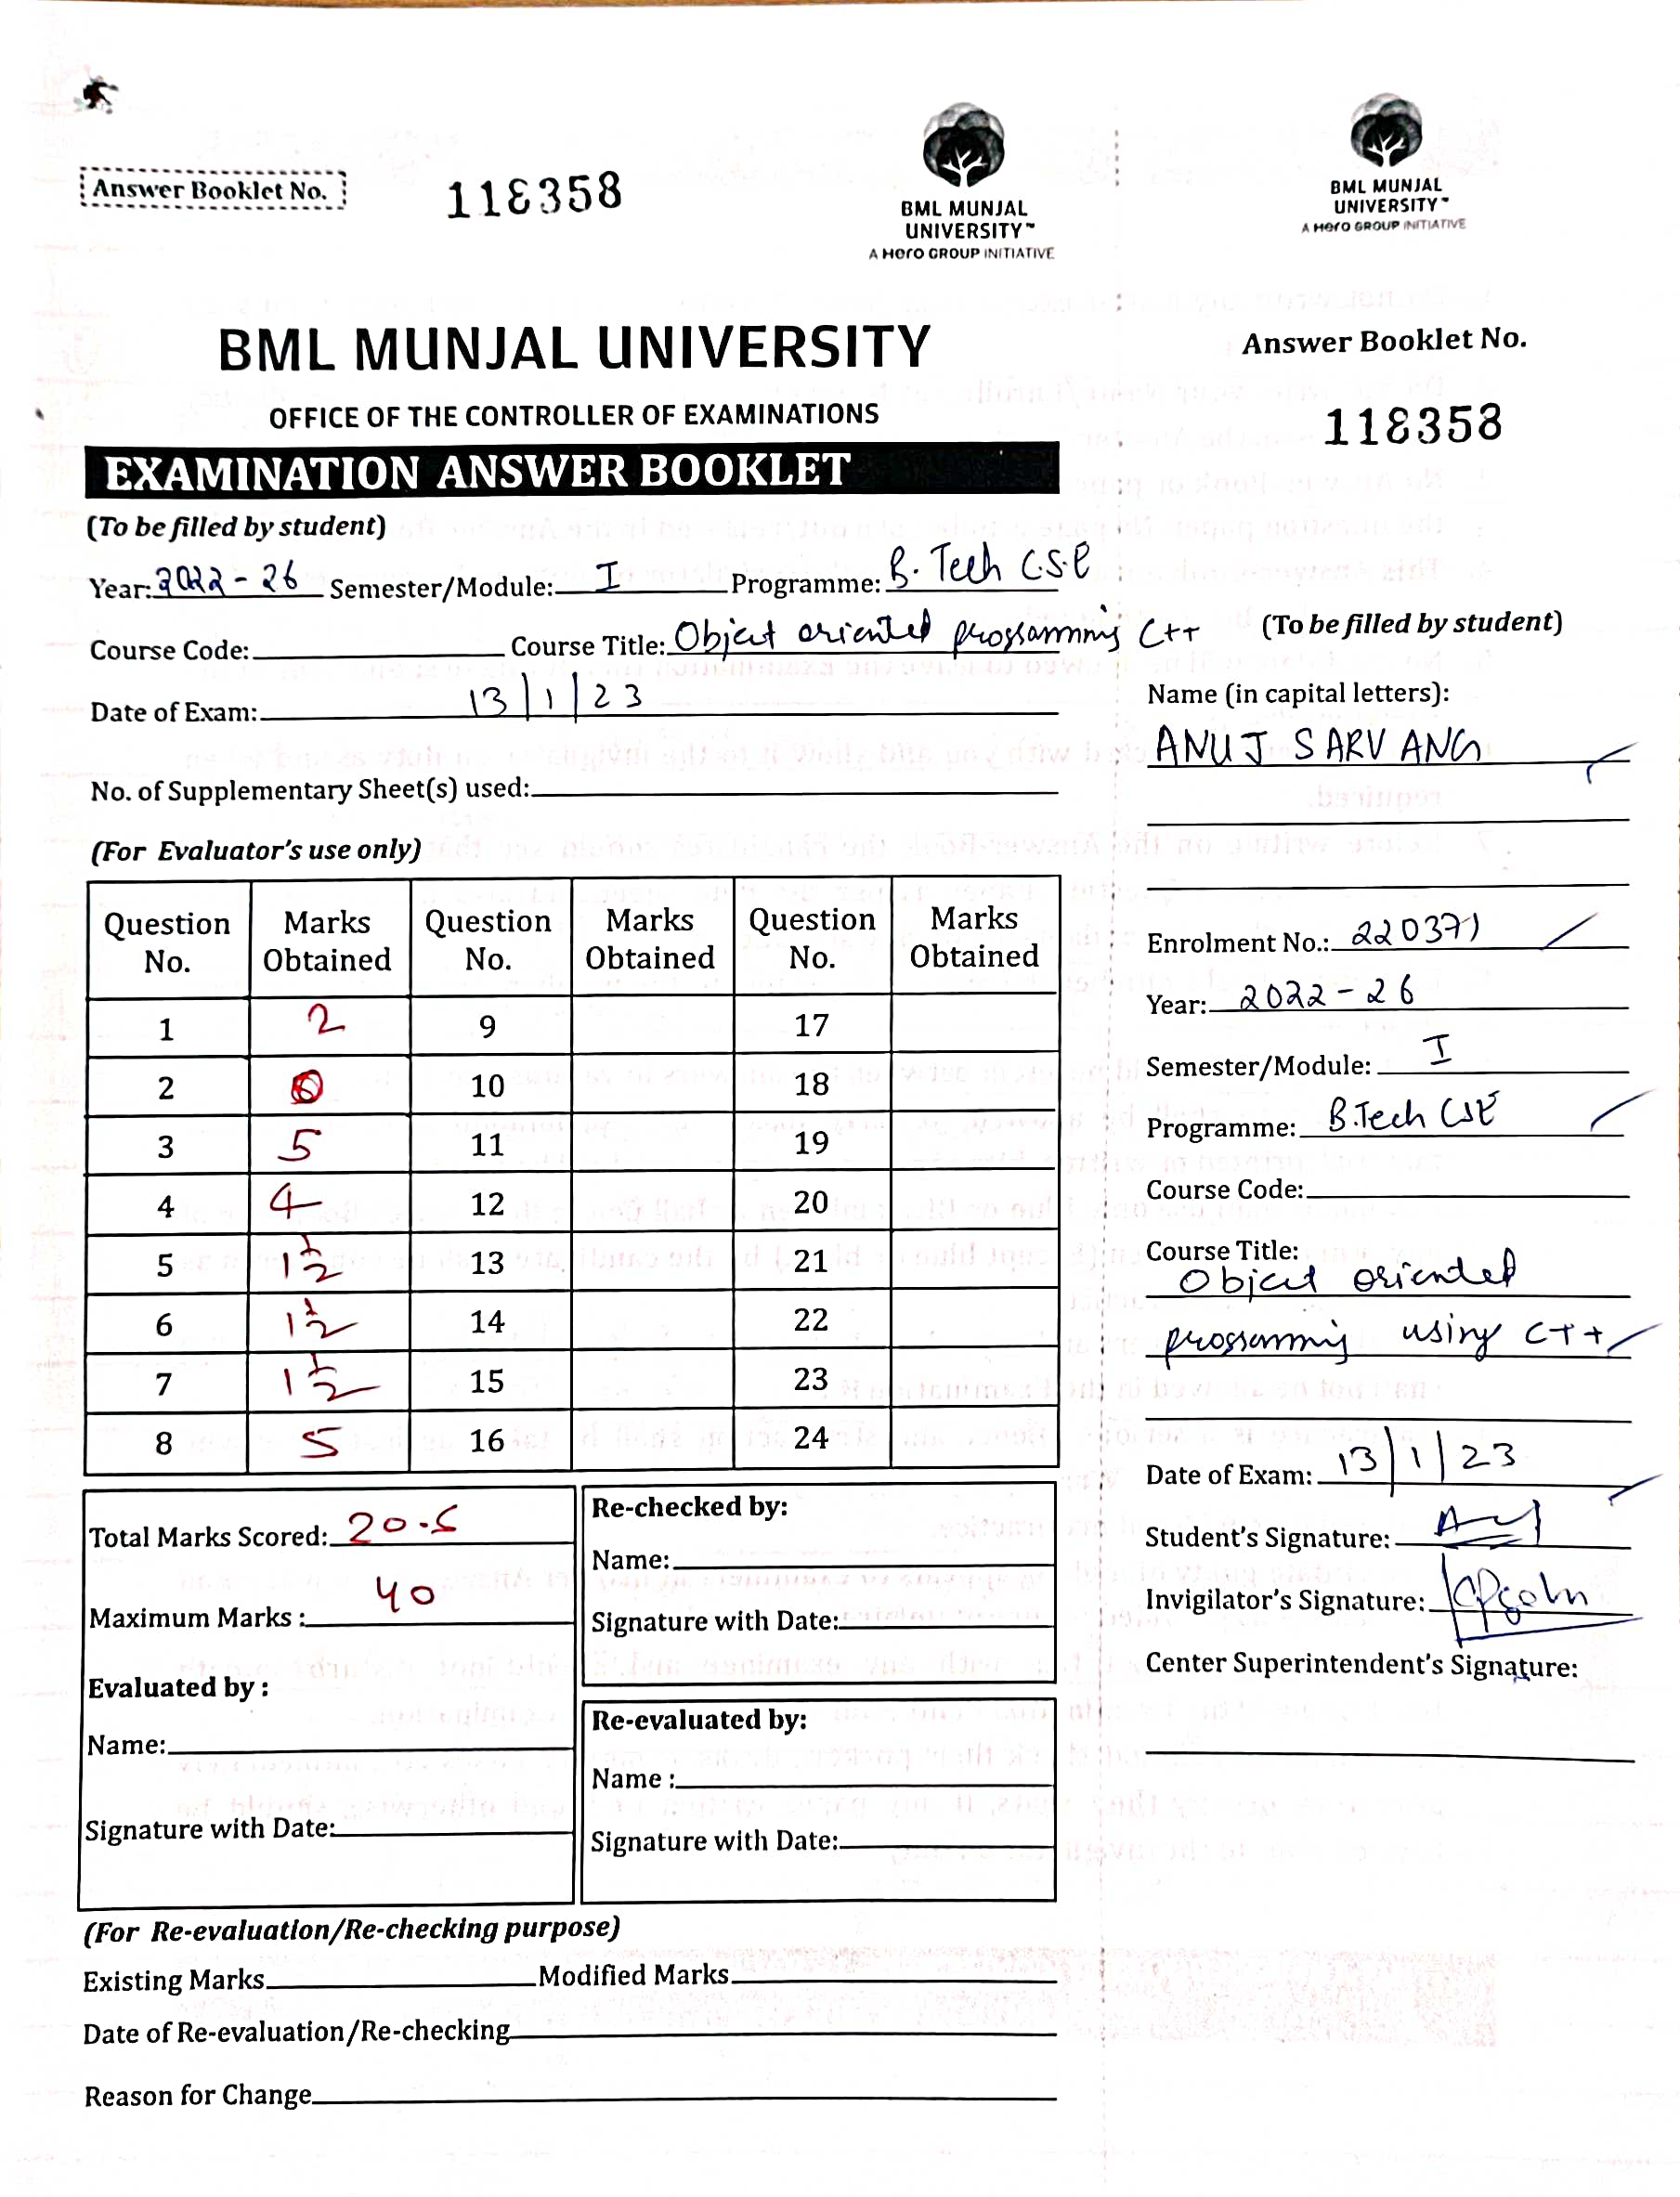 Answer Booklet No.
118358
BML MUNJAL
UNIVERSITY™
A Hero GROUP INITIATIVE
BML MUNJAL UNIVERSITY
OFFICE OF THE CONTROLLER OF EXAMINATIONS
EXAMINATION ANSWER BOOKLET
(To be filled by student)
Year: 2022-26 Semester/Module: I Programme: B. Tech C.S.E
Course Code: Course Title: Object oriented programming C++
Date of Exam: 13/1/23
No. of Supplementary Sheet(s) used:
(For Evaluator's use only)
Question No. Marks Obtained Question No. Marks Obtained Question No. Marks Obtained
1 2 9 17
2 10 18
3 5 11 19
4 4 12 20
5 1 1/2 13 21
6 1 1/2 14 22
7 1 1/2 15 23
8 5 16 24
Total Marks Scored: 20.5
Maximum Marks : 40
Evaluated by :
Name:
Signature with Date:
Re-checked by:
Name:
Signature with Date:
Re-evaluated by:
Name :
Signature with Date:
(For Re-evaluation/Re-checking purpose)
Existing Marks Modified Marks
Date of Re-evaluation/Re-checking
Reason for Change
BML MUNJAL
UNIVERSITY™
A Hero GROUP INITIATIVE
Answer Booklet No.
118358
(To be filled by student)
Name (in capital letters):
ANUJ SARVANG
Enrolment No.: 220371
Year: 2022-26
Semester/Module: I
Programme: B.Tech CSE
Course Code:
Course Title:
Object oriented
programming using C++
Date of Exam: 13/1/23
Student's Signature:
Invigilator's Signature:
Center Superintendent's Signature: